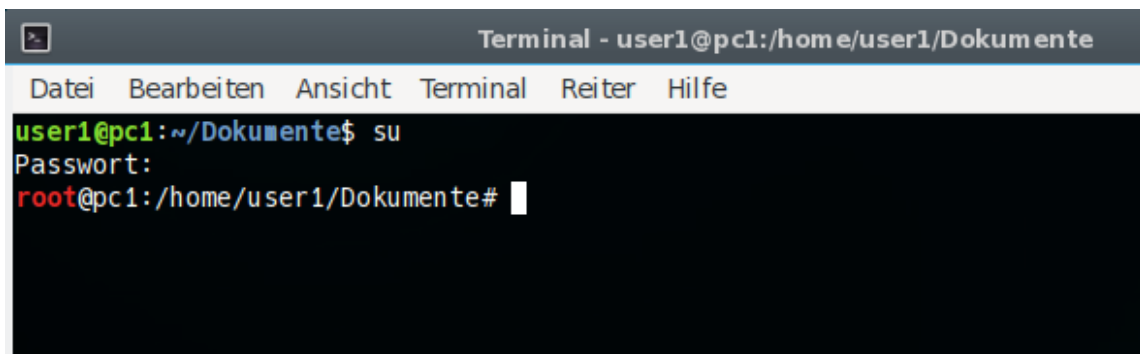 Terminal - user1@pc1:/home/user1/Dokumente
Datei Bearbeiten Ansicht Terminal Reiter Hilfe
user1@pc1:~/Dokumente$ su
Passwort:
root@pc1:/home/user1/Dokumente#